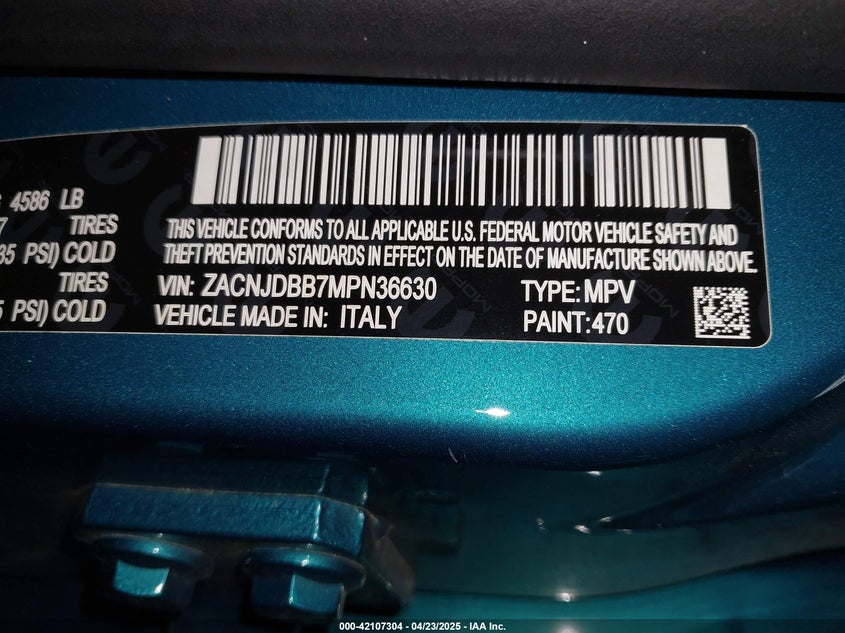 4586 LB
TIRES
35 PSI) COLD
TIRES
PSI) COLD
THIS VEHICLE CONFORMS TO ALL APPLICABLE U.S. FEDERAL MOTOR VEHICLE SAFETY AND
THEFT PREVENTION STANDARDS IN EFFECT ON THE DATE OF MANUFACTURE SHOWN ABOVE.
VIN: ZACNJDBB7MPN36630 TYPE: MPV
VEHICLE MADE IN: ITALY PAINT: 470
000-42107304 | 04/23/2025 - IAA Inc.